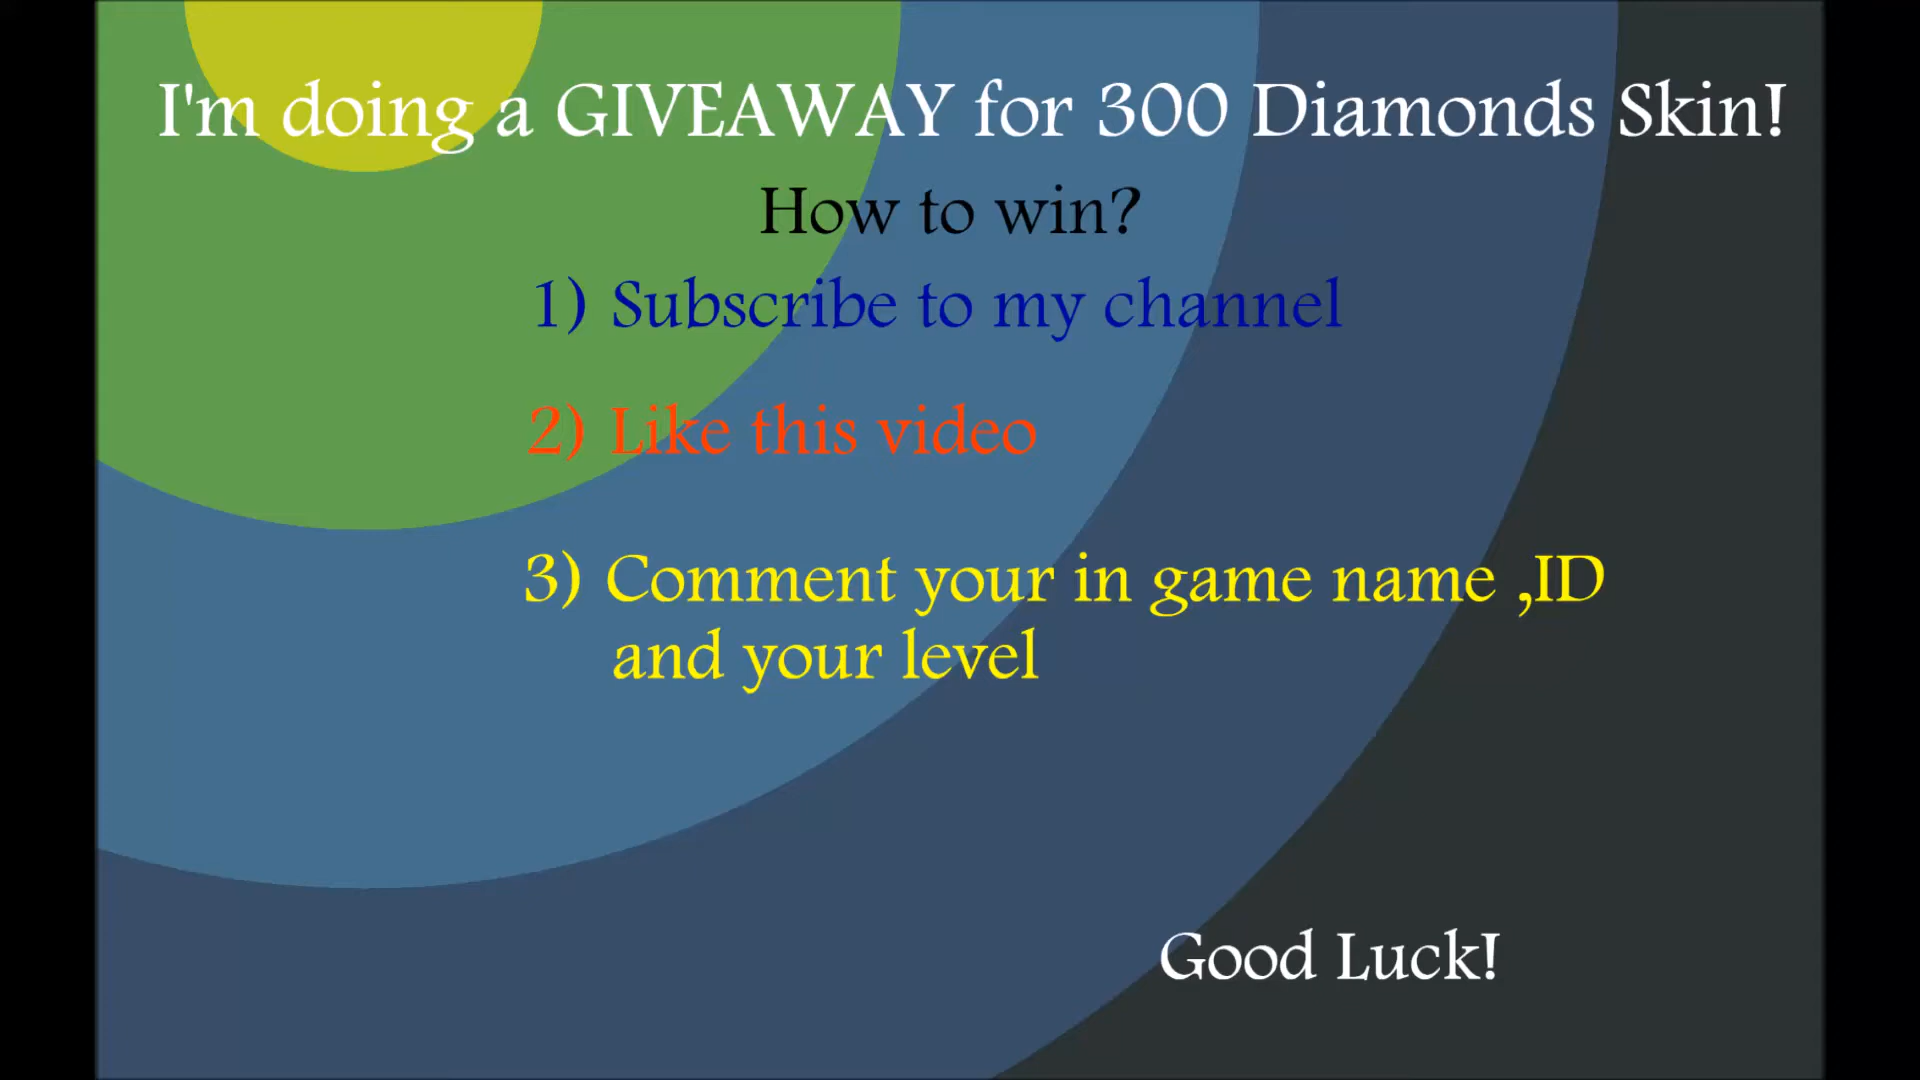 I'm doing a GIVEAWAY for 300 Diamonds Skin!
How to win?
1) Subscribe to my channel
2) Like this video
3) Comment your in game name ,ID
and your level
Good Luck!